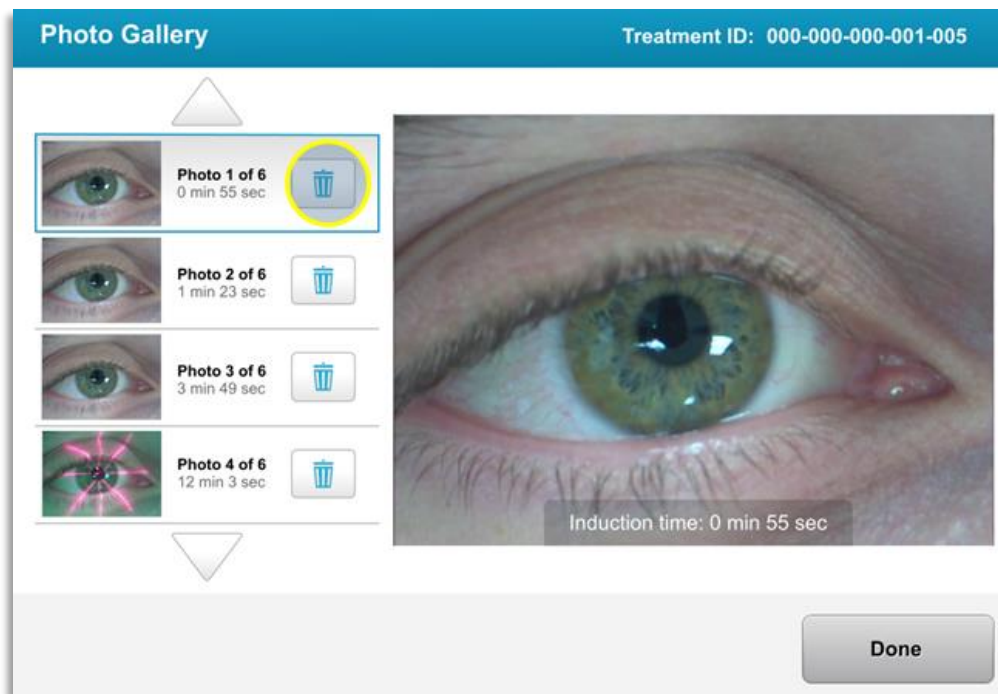 Photo Gallery
Treatment ID: 000-000-000-001-005
Photo 1 of 6
0 min 55 sec
Photo 2 of 6
1 min 23 sec
Photo 3 of 6
3 min 49 sec
Photo 4 of 6
12 min 3 sec
Induction time: 0 min 55 sec
Done